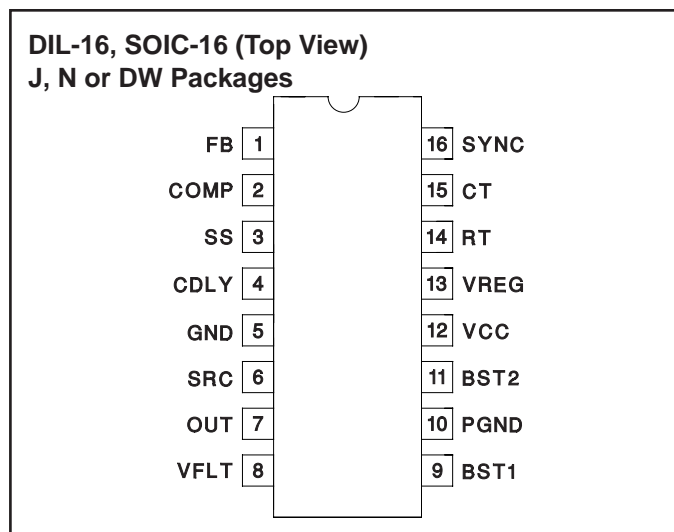 DIL-16, SOIC-16 (Top View)
J, N or DW Packages
FB 1 16 SYNC
COMP 2 15 CT
SS 3 14 RT
CDLY 4 13 VREG
GND 5 12 VCC
SRC 6 11 BST2
OUT 7 10 PGND
VFLT 8 9 BST1